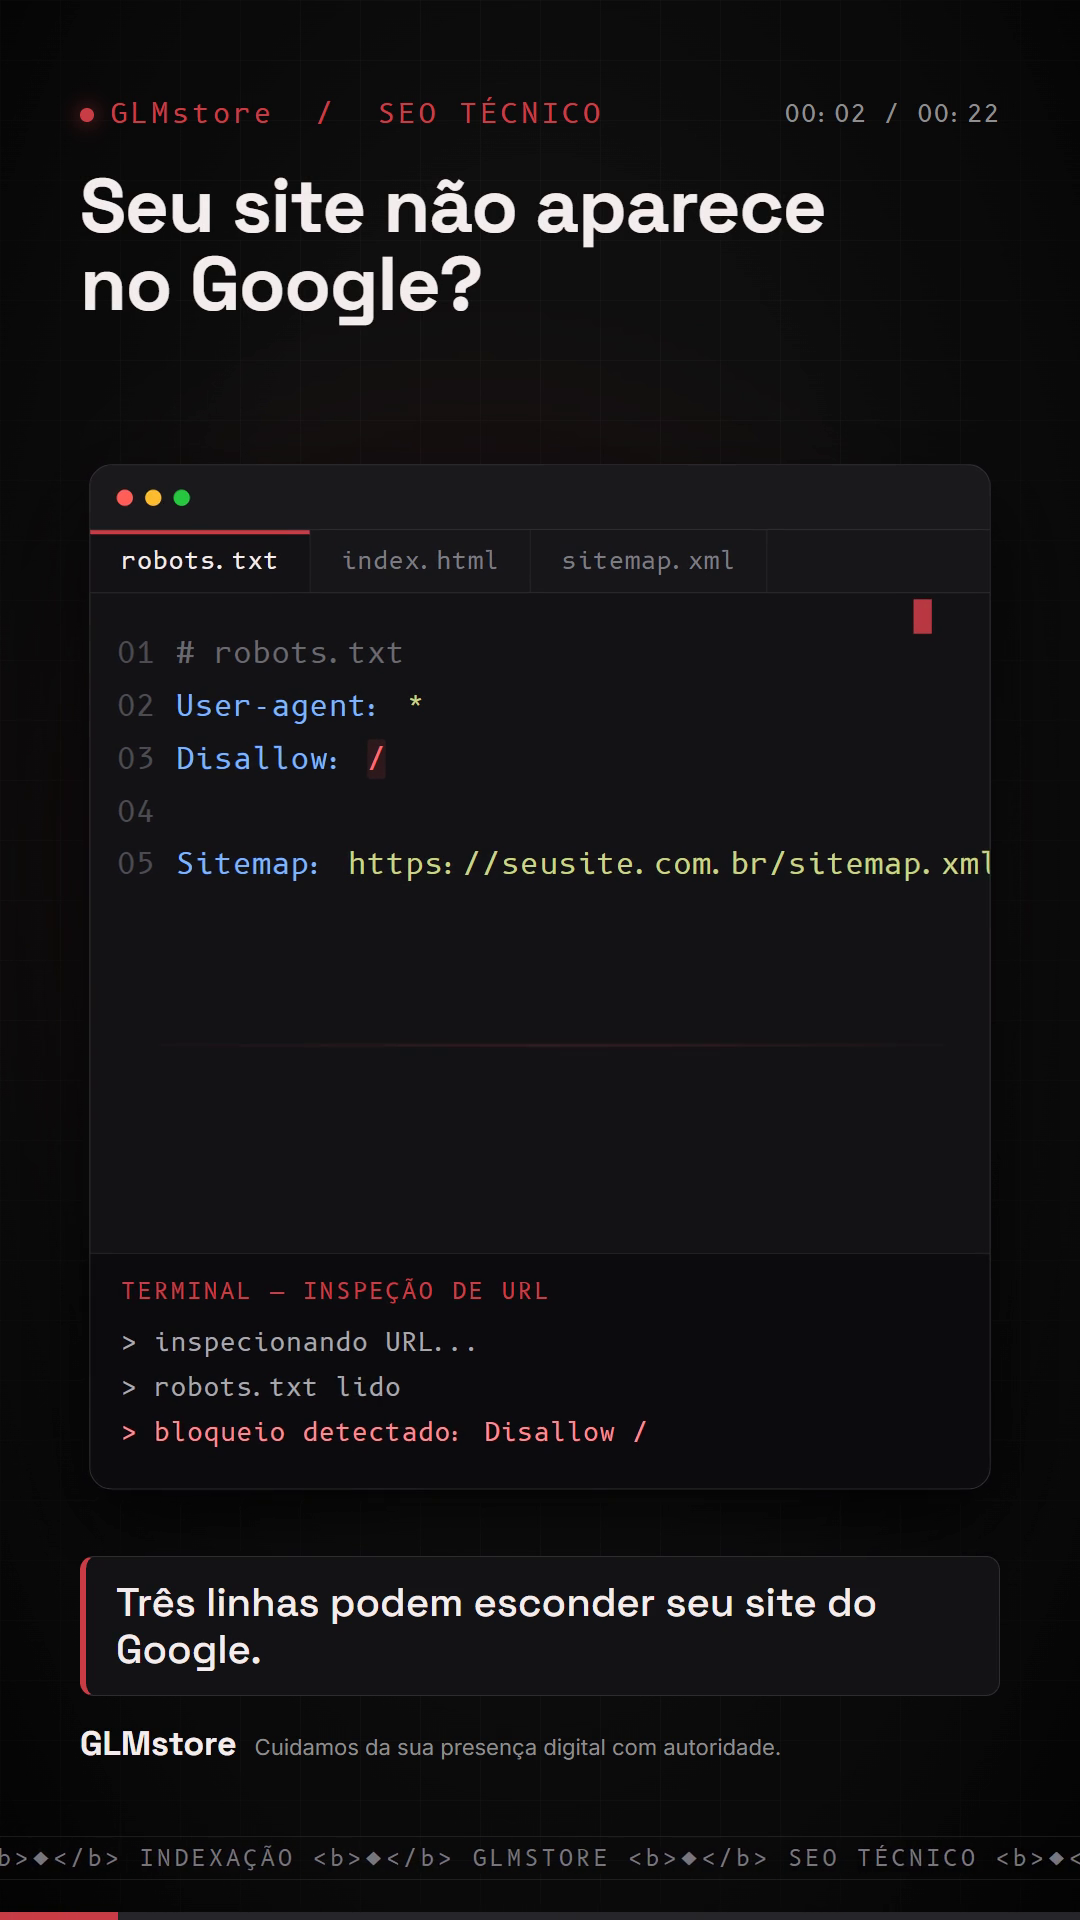 GLMstore / SEO TÉCNICO
00:02 / 00:22
Seu site não aparece
no Google?
robots.txt index.html sitemap.xml
01 # robots.txt
02 User-agent: *
03 Disallow: /
04
05 Sitemap: https://seusite.com.br/sitemap.xml
TERMINAL — INSPEÇÃO DE URL
> inspecionando URL...
> robots.txt lido
> bloqueio detectado: Disallow /
Três linhas podem esconder seu site do
Google.
GLMstore Cuidamos da sua presença digital com autoridade.
b>◆</b> INDEXAÇÃO <b>◆</b> GLMSTORE <b>◆</b> SEO TÉCNICO <b>◆<